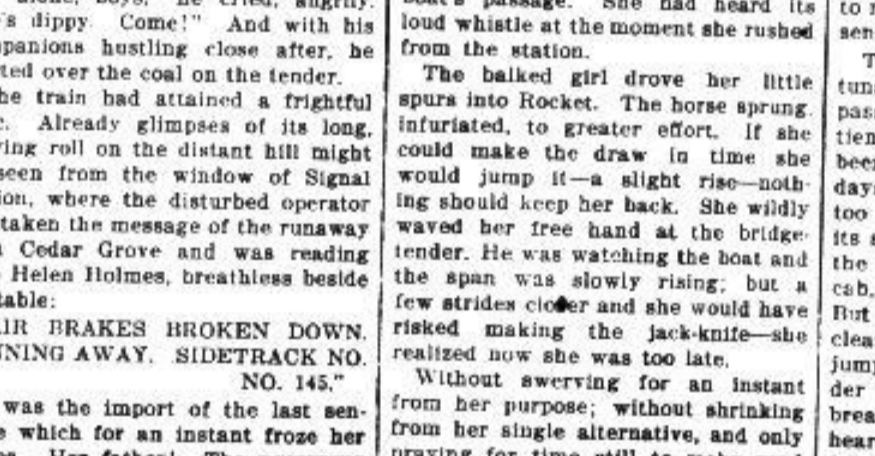 he cried, angrily.
's dippy. Come!" And with his
panions hustling close after, he
ted over the coal on the tender.
he train had attained a frightful
Already glimpses of its long,
ing roll on the distant hill might
seen from the window of Signal
ion, where the disturbed operator
taken the message of the runaway
Cedar Grove and was reading
Helen Holmes, breathless beside
table:
IR BRAKES BROKEN DOWN.
NING AWAY. SIDETRACK NO.
NO. 145."
was the import of the last sen-
which for an instant froze her
Her father!
boat's passage. She had heard its
loud whistle at the moment she rushed
from the station.
The balked girl drove her little
spurs into Rocket. The horse sprung,
infuriated, to greater effort. If she
could make the draw in time she
would jump it—a slight rise—noth-
ing should keep her back. She wildly
waved her free hand at the bridge-
tender. He was watching the boat and
the span was slowly rising; but a
few strides closer and she would have
risked making the jack-knife—she
realized now she was too late.
Without swerving for an instant
from her purpose; without shrinking
from her single alternative, and only
praying for time still to
to
sen
T
tun
pas
tien
bee
day
too
its
the
cab.
But
clea
jump
der
brea
hear